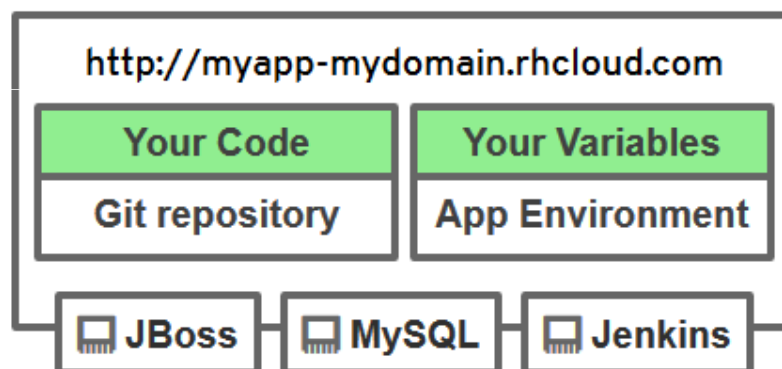 http://myapp-mydomain.rhcloud.com
Your Code
Your Variables
Git repository
App Environment
JBoss
MySQL
Jenkins